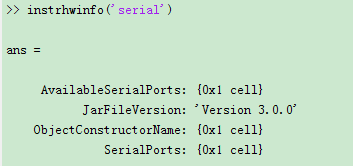 >> instrhwinfo('serial')
ans =
AvailableSerialPorts: {0x1 cell}
JarFileVersion: 'Version 3.0.0'
ObjectConstructorName: {0x1 cell}
SerialPorts: {0x1 cell}